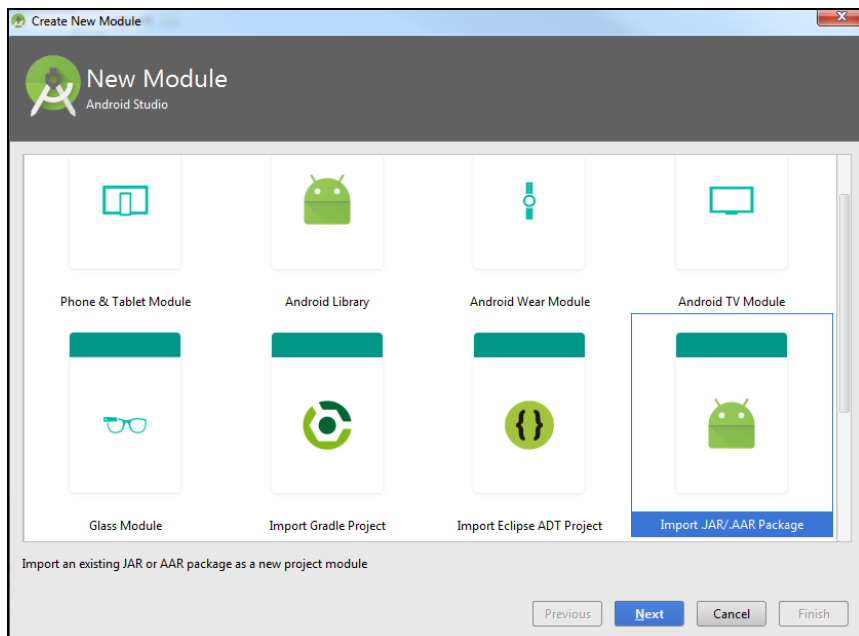 Create New Module
New Module
Android Studio
Phone & Tablet Module
Android Library
Android Wear Module
Android TV Module
Glass Module
Import Gradle Project
Import Eclipse ADT Project
Import .JAR/.AAR Package
Import an existing JAR or AAR package as a new project module
Previous
Next
Cancel
Finish